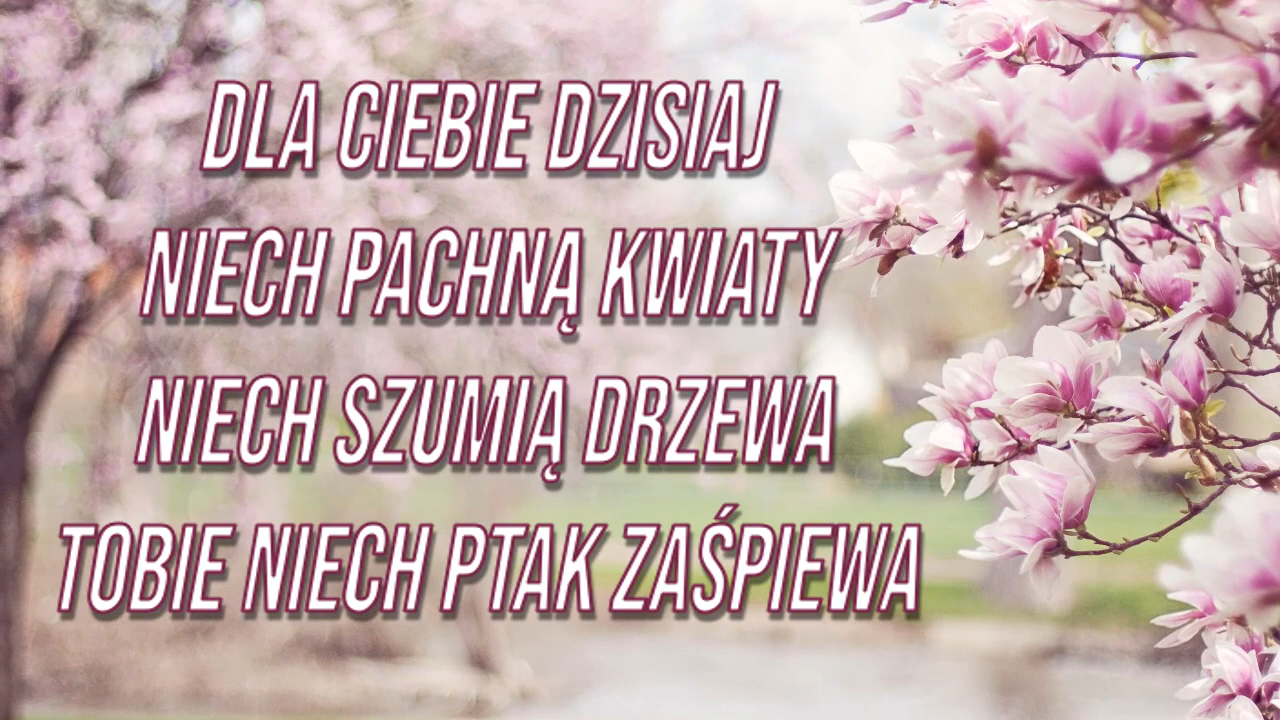 DLA CIEBIE DZISIAJ
NIECH PACHNĄ KWIATY
NIECH SZUMIĄ DRZEWA
TOBIE NIECH PTAK ZAŚPIEWA